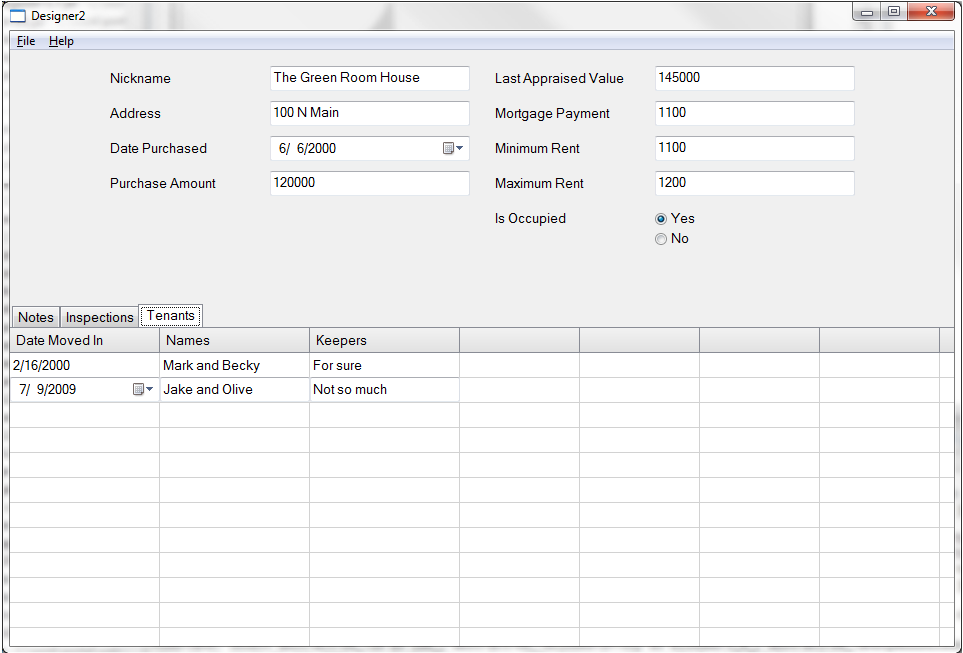 Designer2
File Help
Nickname The Green Room House Last Appraised Value 145000
Address 100 N Main Mortgage Payment 1100
Date Purchased 6/ 6/2000 Minimum Rent 1100
Purchase Amount 120000 Maximum Rent 1200
Is Occupied Yes
No
Notes Inspections Tenants
Date Moved In Names Keepers
2/16/2000 Mark and Becky For sure
7/ 9/2009 Jake and Olive Not so much